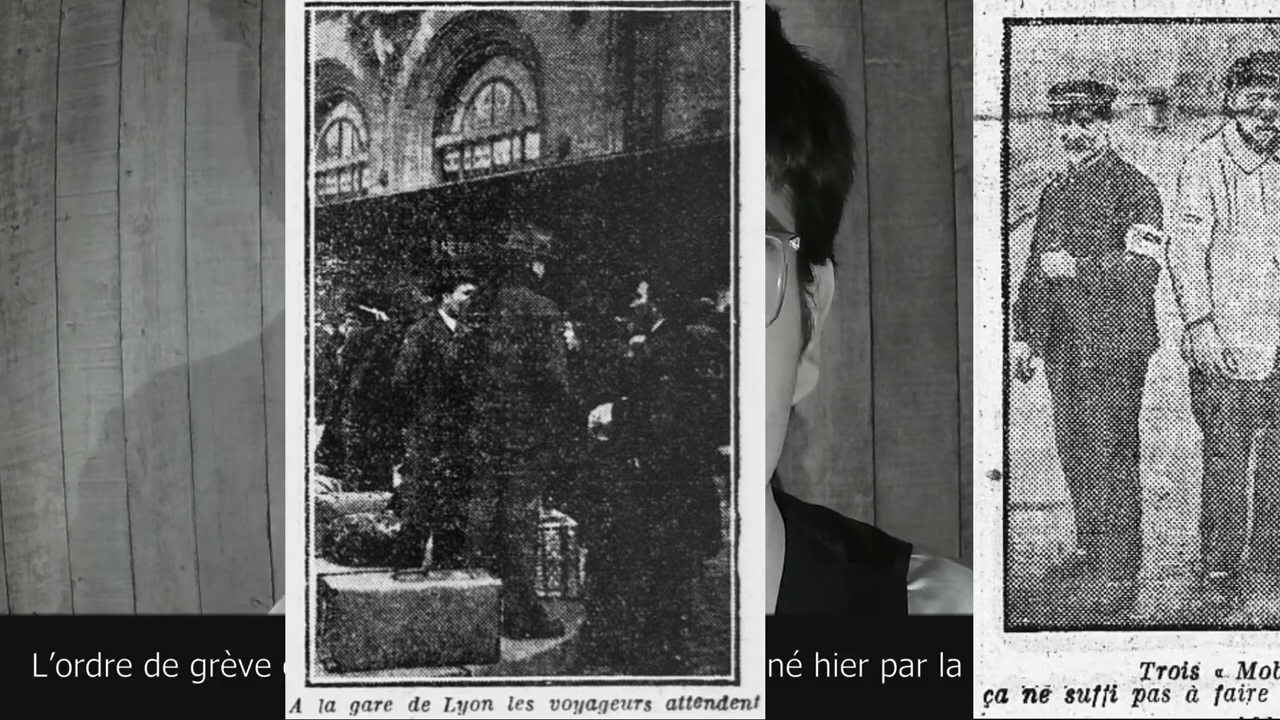 L'ordre de grève
né hier par la
A la gare de Lyon les voyageurs attendent
Trois « Mob
ça ne suffi pas à faire